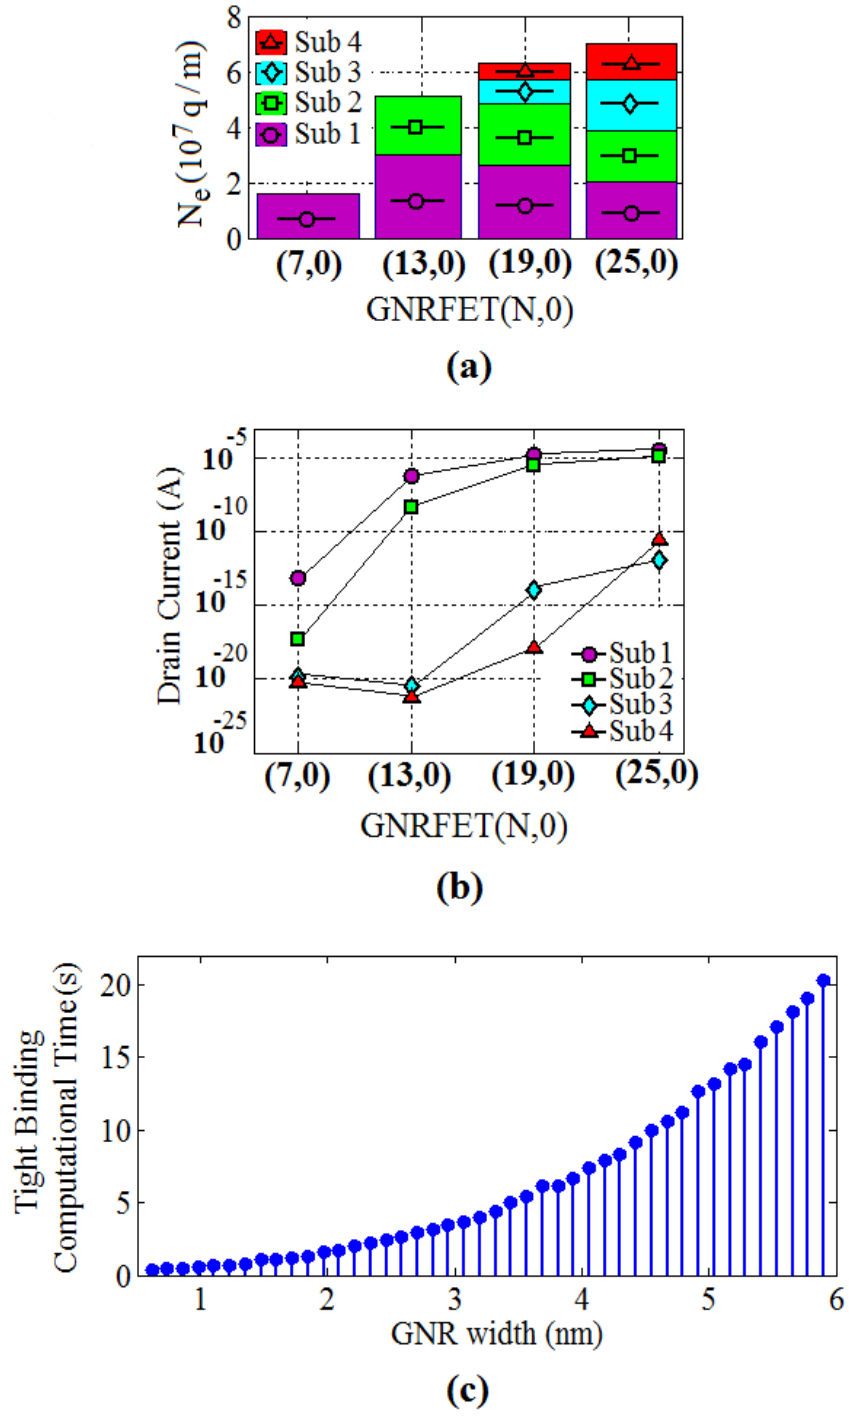 8
6
4
2
0
N_e (10^7 q/m)
Sub 4
Sub 3
Sub 2
Sub 1
(7,0) (13,0) (19,0) (25,0)
GNRFET(N,0)
(a)
Drain Current (A)
10^-5
10^-10
10^-15
10^-20
10^-25
Sub 1
Sub 2
Sub 3
Sub 4
(7,0) (13,0) (19,0) (25,0)
GNRFET(N,0)
(b)
Tight Binding
Computational Time(s)
20
15
10
5
0
1 2 3 4 5 6
GNR width (nm)
(c)